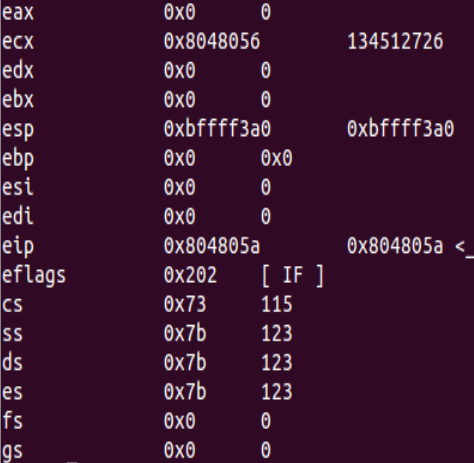 eax 0x0 0
ecx 0x8048056 134512726
edx 0x0 0
ebx 0x0 0
esp 0xbffff3a0 0xbffff3a0
ebp 0x0 0x0
esi 0x0 0
edi 0x0 0
eip 0x804805a 0x804805a <_
eflags 0x202 [ IF ]
cs 0x73 115
ss 0x7b 123
ds 0x7b 123
es 0x7b 123
fs 0x0 0
gs 0x0 0